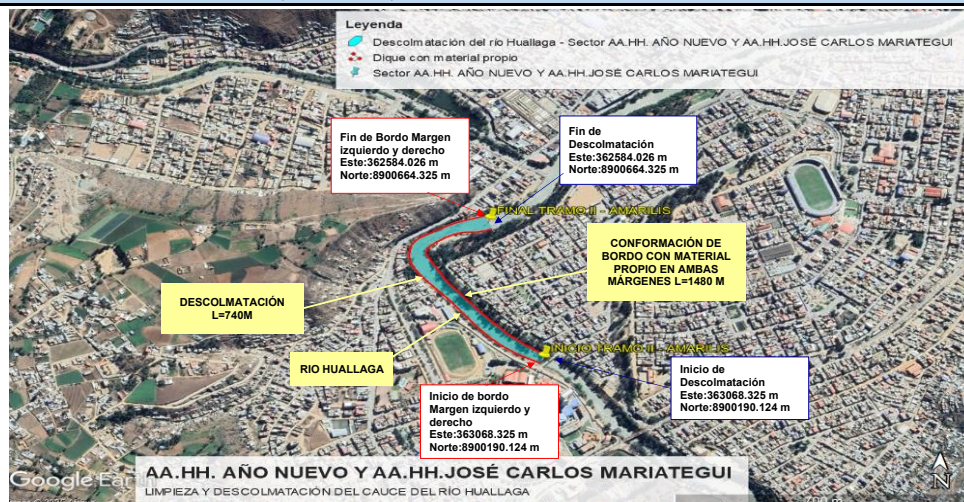 Leyenda
Descolmatación del río Huallaga - Sector AA.HH. AÑO NUEVO Y AA.HH.JOSÉ CARLOS MARIATEGUI
Dique con material propio
Sector AA.HH. AÑO NUEVO Y AA.HH.JOSÉ CARLOS MARIATEGUI
Fin de Bordo Margen
izquierdo y derecho
Este:362584.026 m
Norte:8900664.325 m
Fin de
Descolmatación
Este:362584.026 m
Norte:8900664.325 m
FINAL TRAMO II - AMARILIS
CONFORMACIÓN DE
BORDO CON MATERIAL
PROPIO EN AMBAS
MÁRGENES L=1480 M
DESCOLMATACIÓN
L=740M
RIO HUALLAGA
INICIO TRAMO II - AMARILIS
Inicio de
Descolmatación
Este:363068.325 m
Norte:8900190.124 m
Inicio de bordo
Margen izquierdo y
derecho
Este:363068.325 m
Norte:8900190.124 m
AA.HH. AÑO NUEVO Y AA.HH.JOSÉ CARLOS MARIATEGUI
Google Earth
LIMPIEZA Y DESCOLMATACIÓN DEL CAUCE DEL RÍO HUALLAGA
N